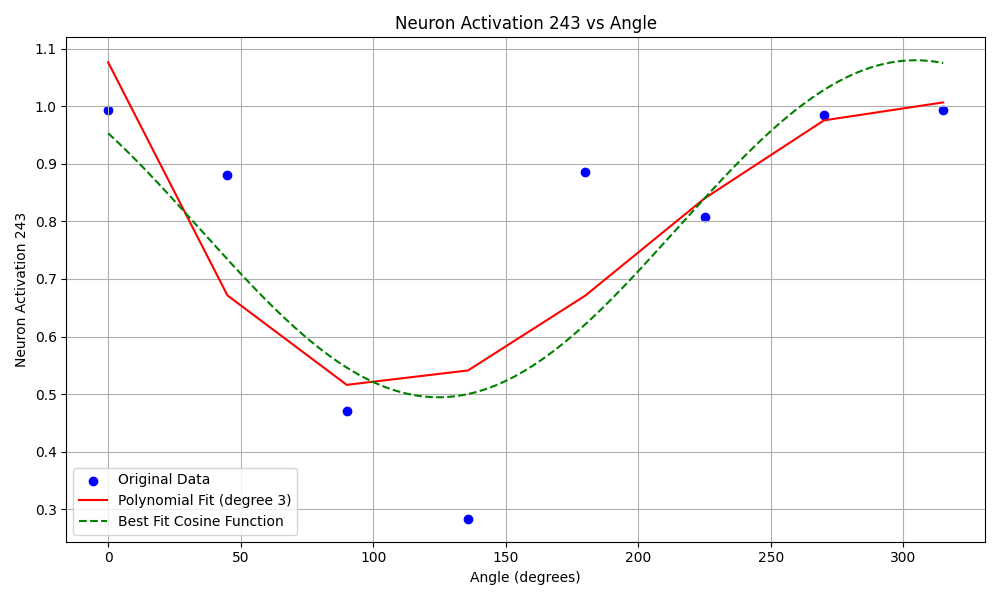 Neuron Activation 243 vs Angle
Neuron Activation 243
1.1
1.0
0.9
0.8
0.7
0.6
0.5
0.4
0.3
Original Data
Polynomial Fit (degree 3)
Best Fit Cosine Function
0 50 100 150 200 250 300
Angle (degrees)